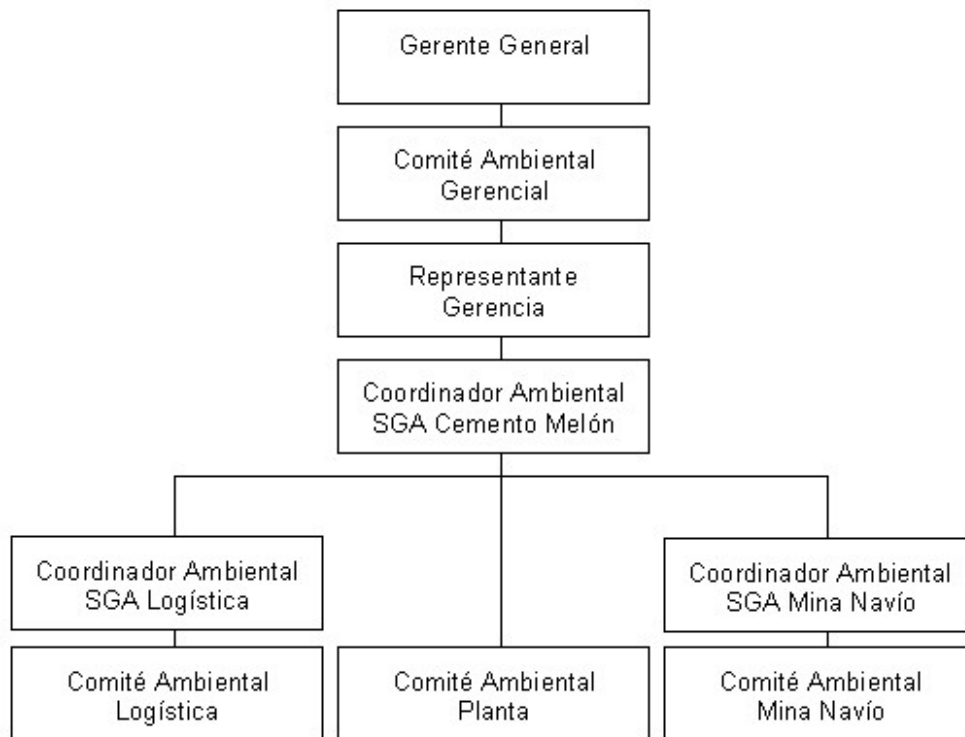 Gerente General
Comité Ambiental
Gerencial
Representante
Gerencia
Coordinador Ambiental
SGA Cemento Melón
Coordinador Ambiental
SGA Logística
Coordinador Ambiental
SGA Mina Navío
Comité Ambiental
Logística
Comité Ambiental
Planta
Comité Ambiental
Mina Navío